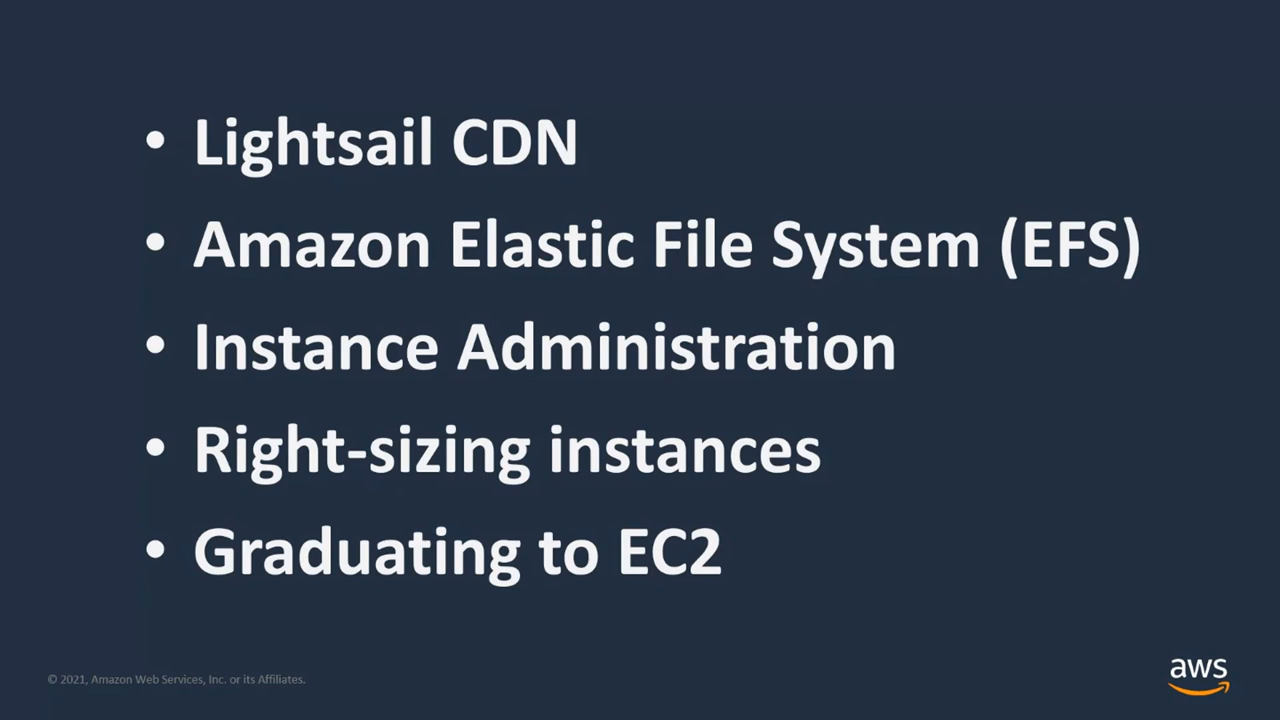 • Lightsail CDN
• Amazon Elastic File System (EFS)
• Instance Administration
• Right-sizing instances
• Graduating to EC2
© 2021, Amazon Web Services, Inc. or its Affiliates.
aws